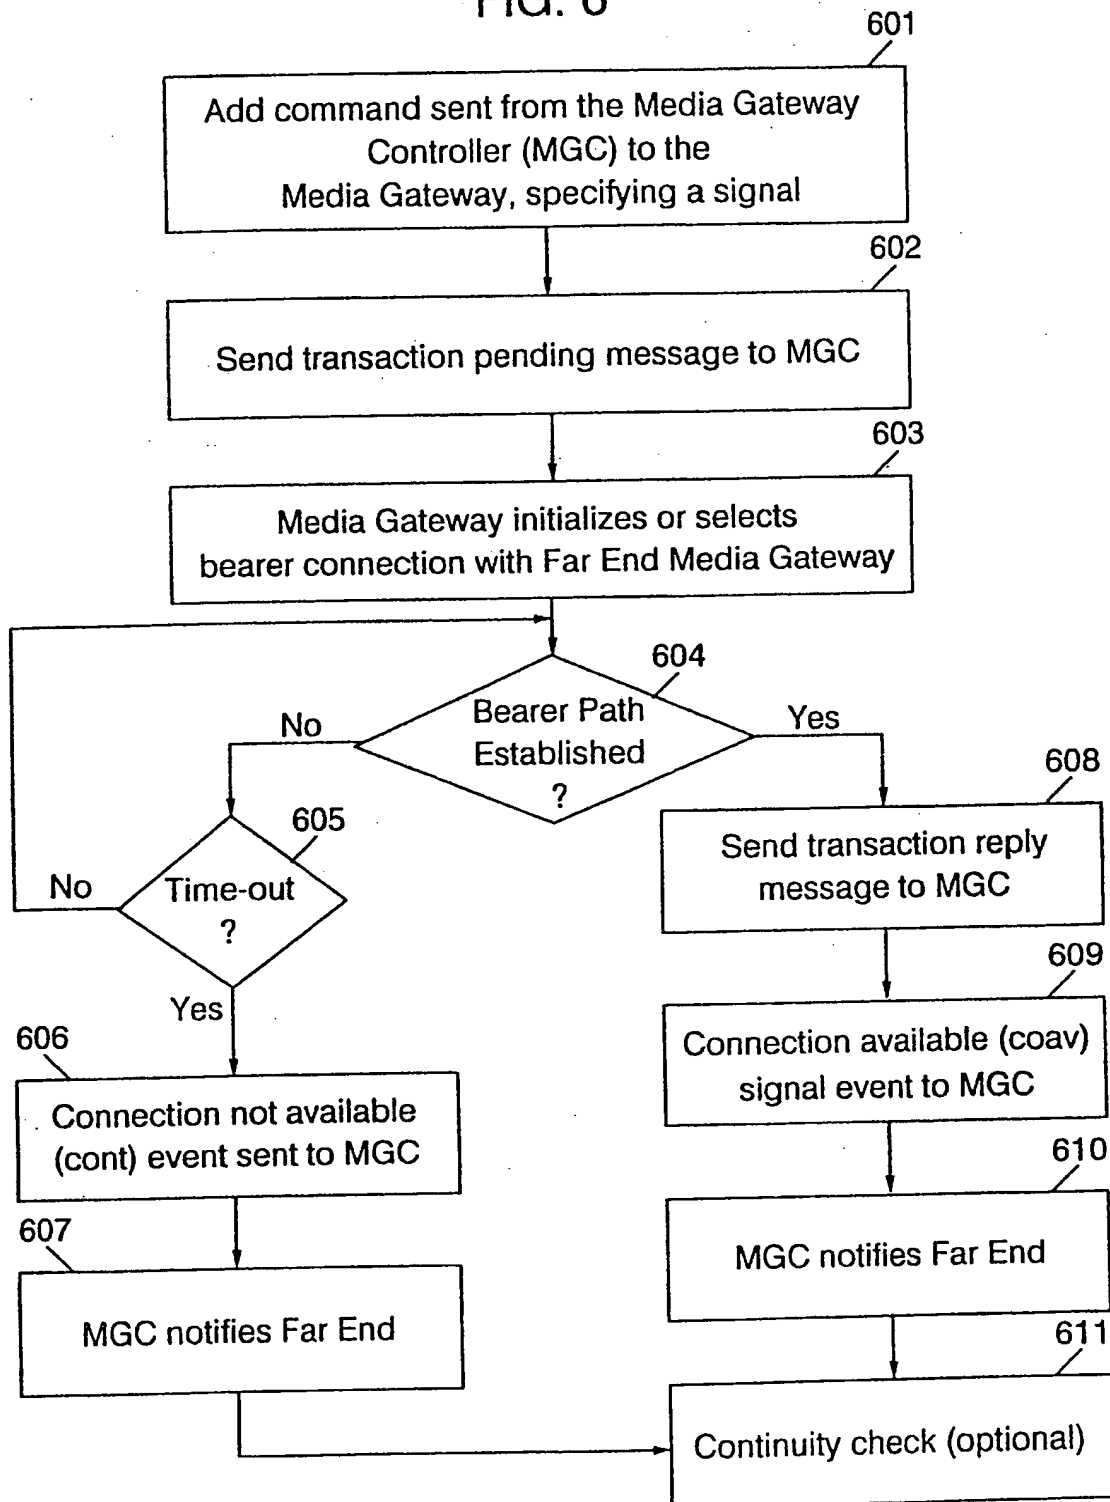 FIG. 6
601
Add command sent from the Media Gateway
Controller (MGC) to the
Media Gateway, specifying a signal
602
Send transaction pending message to MGC
603
Media Gateway initializes or selects
bearer connection with Far End Media Gateway
604
Bearer Path
Established
?
No
Yes
605
Time-out
?
No
Yes
608
Send transaction reply
message to MGC
609
Connection available (coav)
signal event to MGC
606
Connection not available
(cont) event sent to MGC
610
MGC notifies Far End
607
MGC notifies Far End
611
Continuity check (optional)